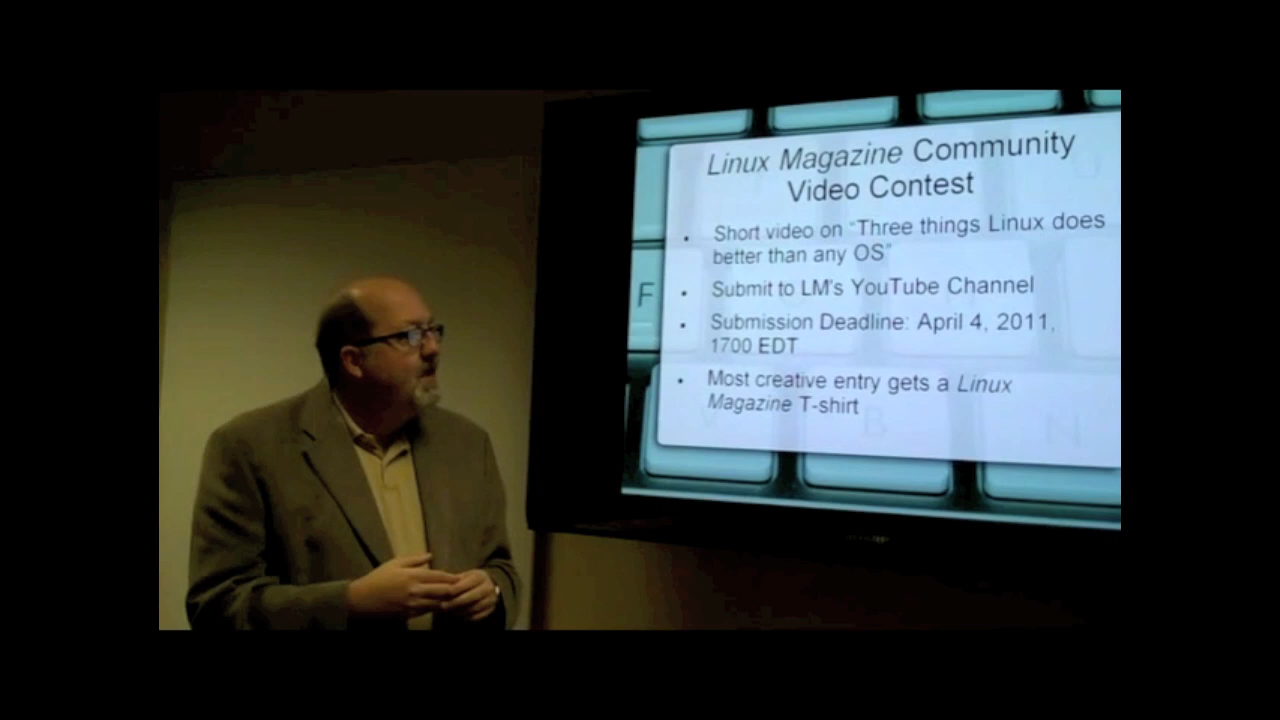 Linux Magazine Community
Video Contest
• Short video on "Three things Linux does
better than any OS"
• Submit to LM's YouTube Channel
• Submission Deadline: April 4, 2011,
1700 EDT
• Most creative entry gets a Linux
Magazine T-shirt
F